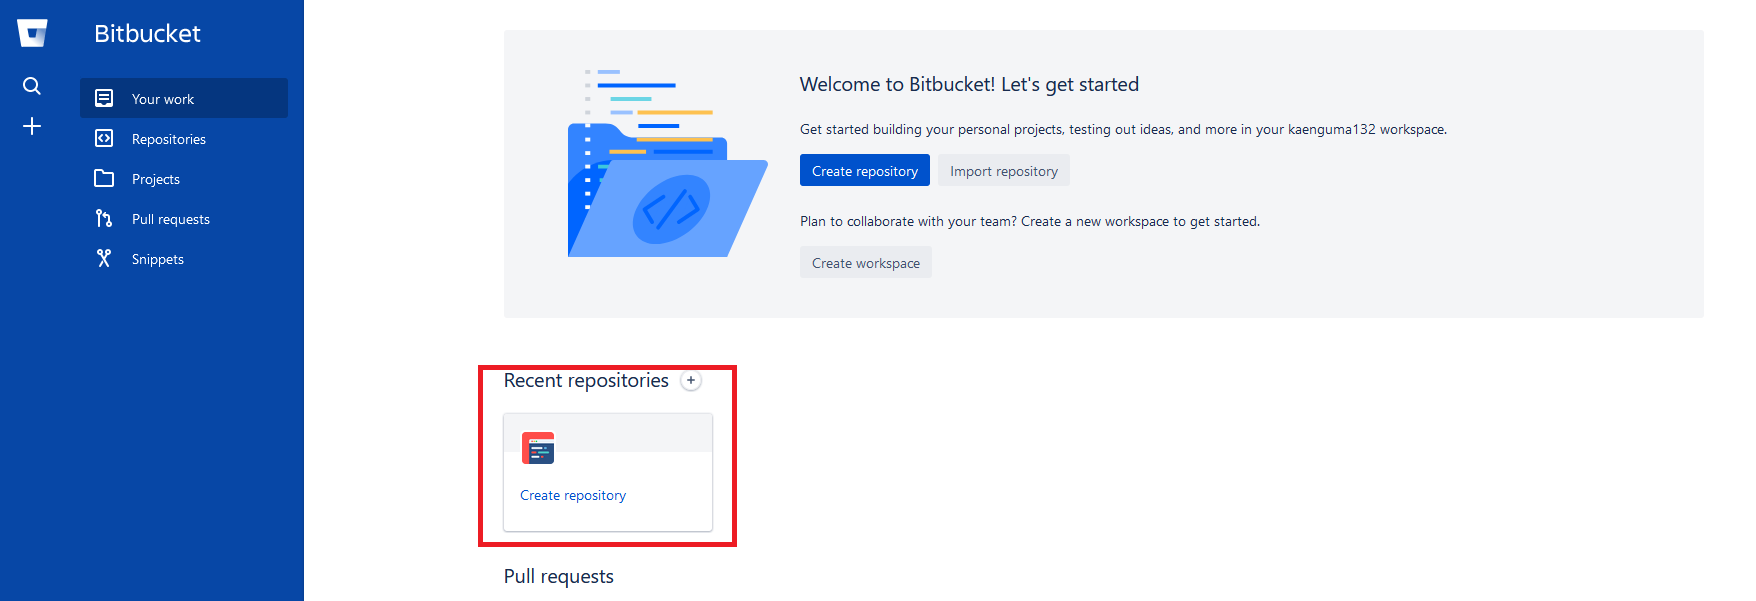 Bitbucket
Your work
Repositories
Projects
Pull requests
Snippets
Welcome to Bitbucket! Let's get started
Get started building your personal projects, testing out ideas, and more in your kaenguma132 workspace.
Create repository Import repository
Plan to collaborate with your team? Create a new workspace to get started.
Create workspace
Recent repositories
Create repository
Pull requests